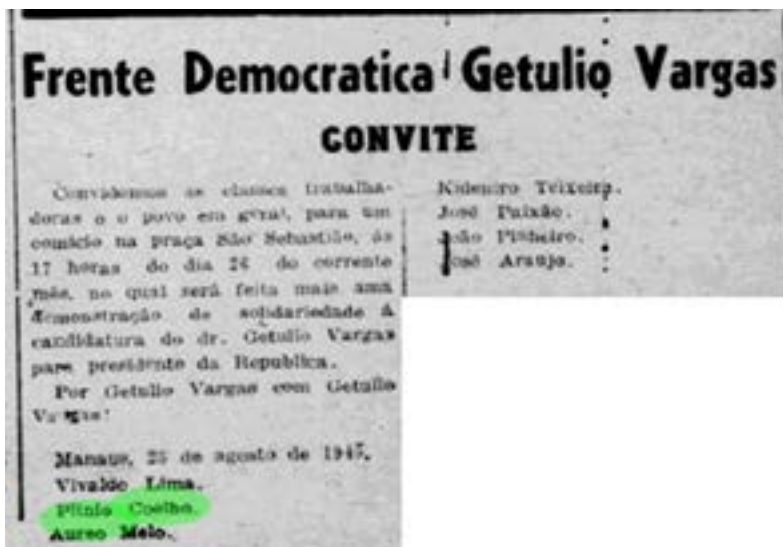 Frente Democratica Getulio Vargas
CONVITE
Convidamos as classes trabalha-
doras e o povo em geral, para um
comicio na praça São Sebastião, ás
17 horas do dia 26 do corrente
mês, no qual será feita mais uma
demonstração de solidariedade á
candidatura do dr. Getulio Vargas
para presidente da Republica.
Por Getulio Vargas com Getulio
Vargas!
Manaus, 25 de agosto de 1945.
Vivaldo Lima.
Plinio Coelho.
Aureo Melo.
Teixeira.
José Paixão.
João Pinheiro.
José Araujo.